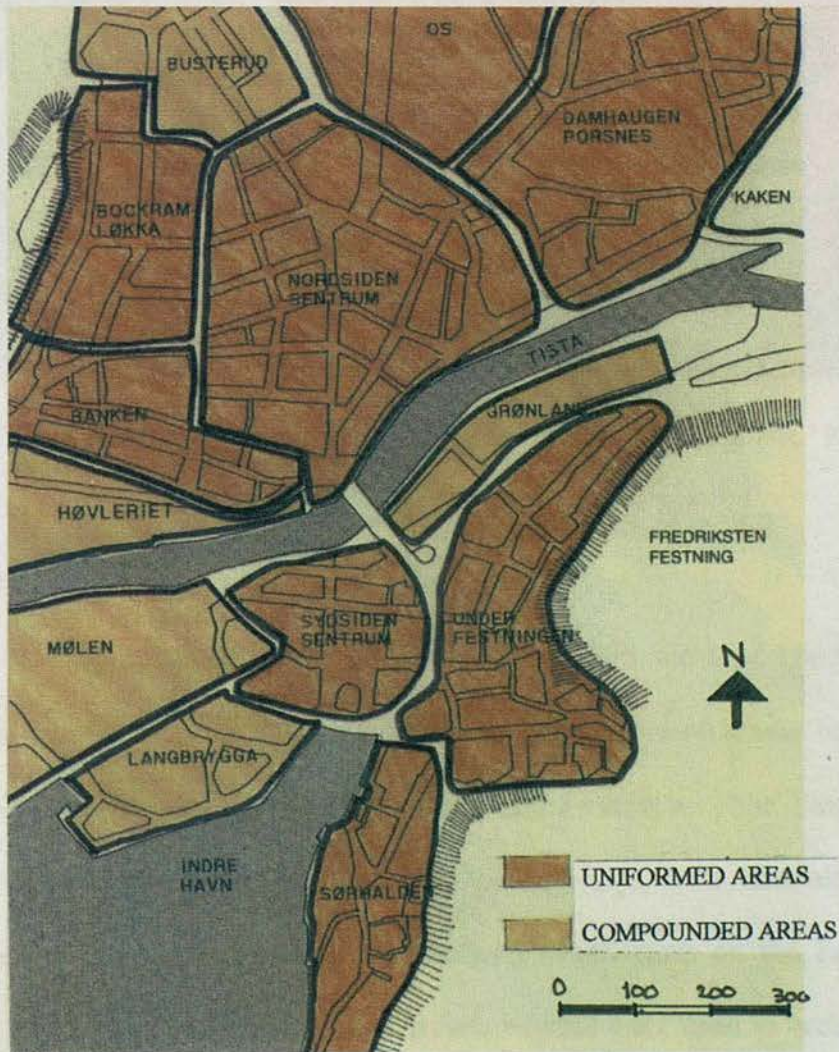 OS
BUSTERUD
DAMHAUGEN
PORSNES
KAKEN
BOCKRAM
LØKKA
NORDSIDEN
SENTRUM
TISTA
GRØNLAND
BANKEN
HØVLERIET
FREDRIKSTEN
FESTNING
SYDSIDEN
SENTRUM
UNDER
FESTNINGEN
MØLEN
N
LANGBRYGGA
INDRE
HAVN
SØRHALDEN
UNIFORMED AREAS
COMPOUNDED AREAS
0 100 200 300